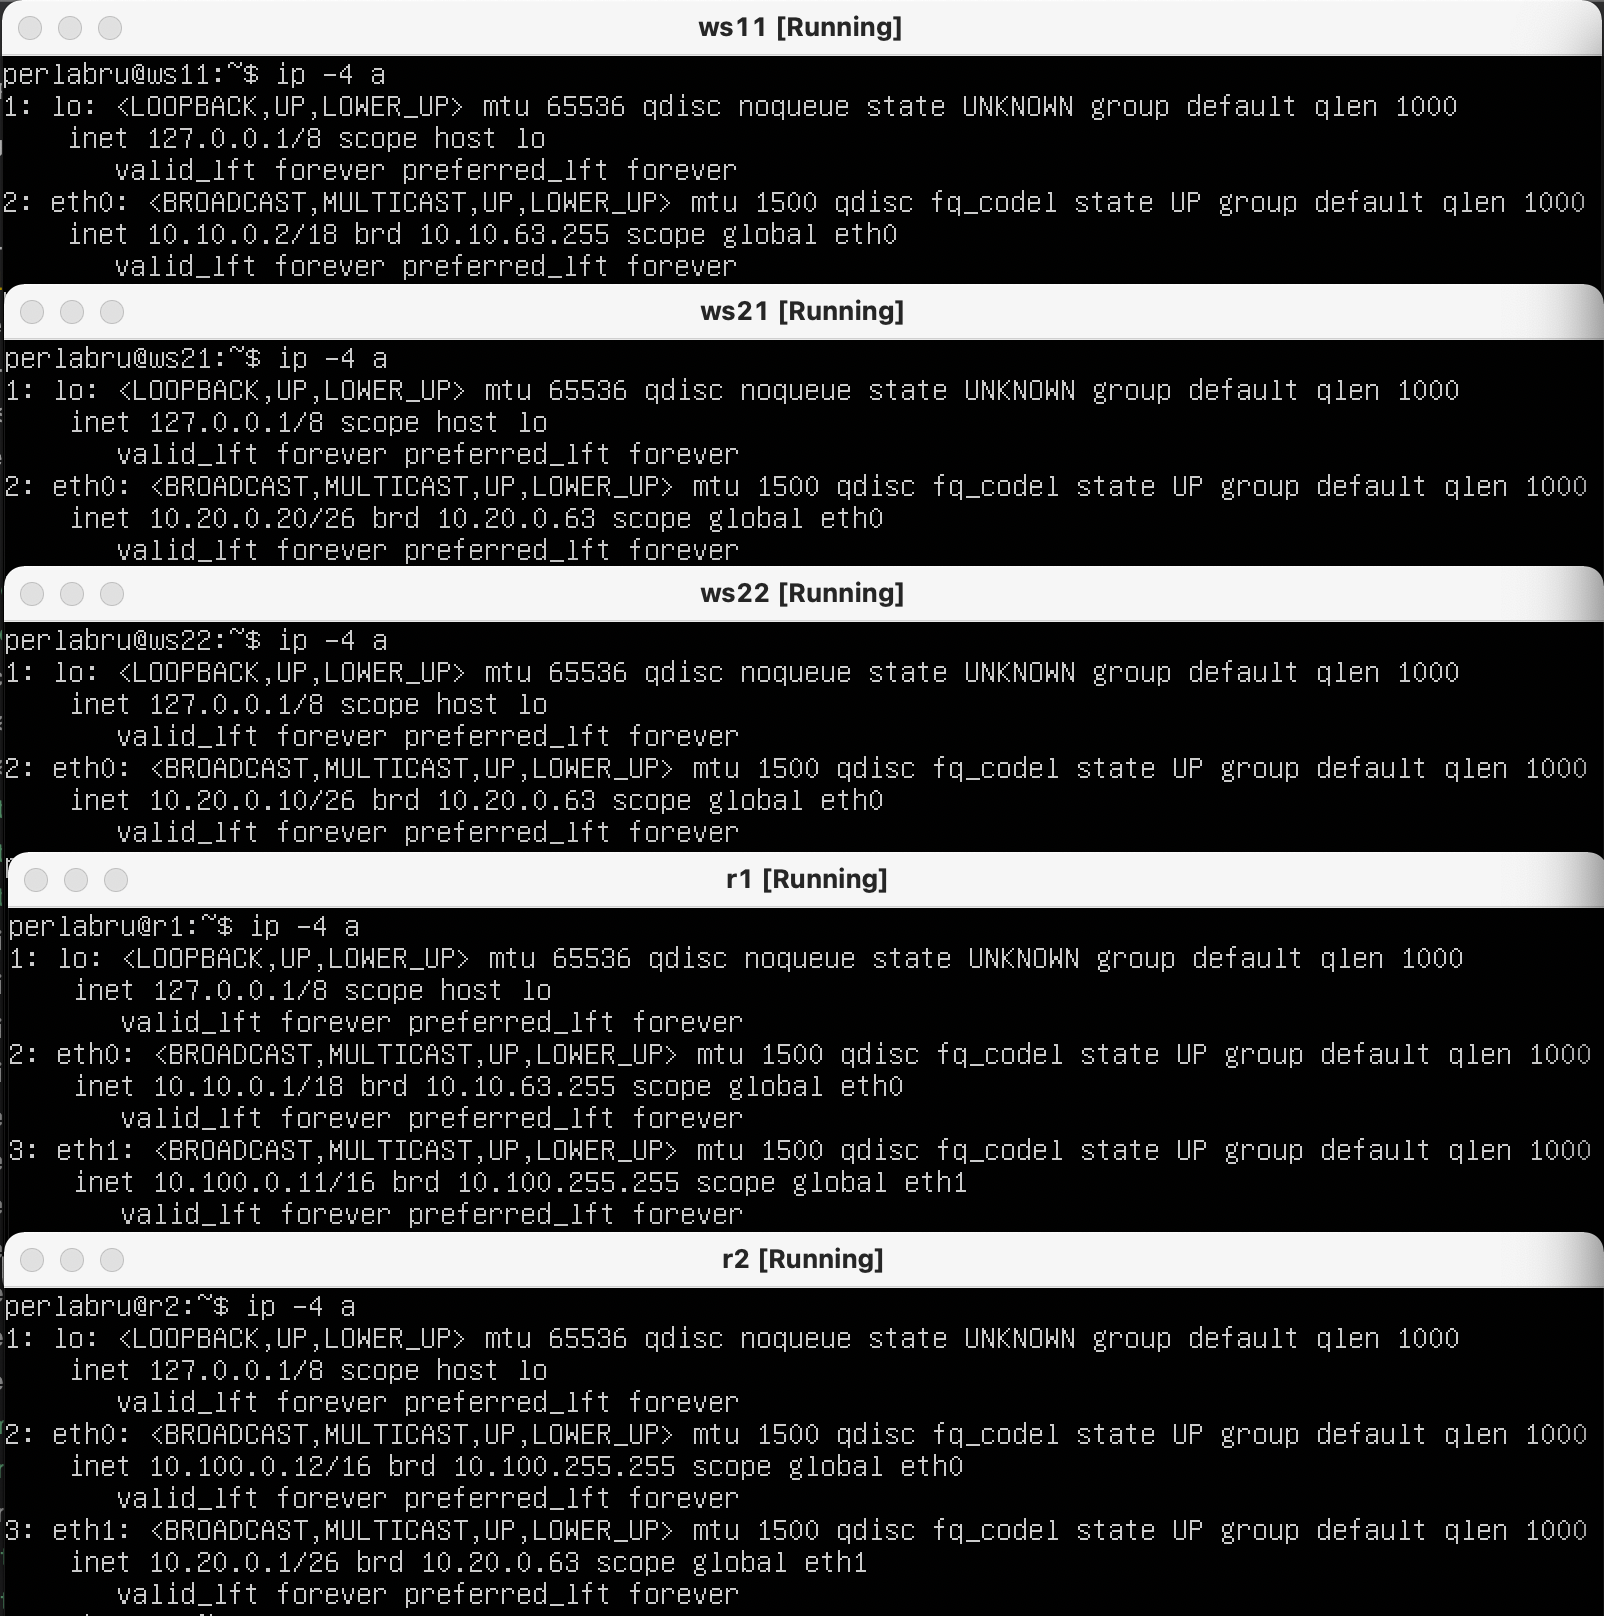 ws11 [Running]
perlabru@ws11:~$ ip -4 a
1: lo: <LOOPBACK,UP,LOWER_UP> mtu 65536 qdisc noqueue state UNKNOWN group default qlen 1000
    inet 127.0.0.1/8 scope host lo
       valid_lft forever preferred_lft forever
2: eth0: <BROADCAST,MULTICAST,UP,LOWER_UP> mtu 1500 qdisc fq_codel state UP group default qlen 1000
    inet 10.10.0.2/18 brd 10.10.63.255 scope global eth0
       valid_lft forever preferred_lft forever
ws21 [Running]
perlabru@ws21:~$ ip -4 a
1: lo: <LOOPBACK,UP,LOWER_UP> mtu 65536 qdisc noqueue state UNKNOWN group default qlen 1000
    inet 127.0.0.1/8 scope host lo
       valid_lft forever preferred_lft forever
2: eth0: <BROADCAST,MULTICAST,UP,LOWER_UP> mtu 1500 qdisc fq_codel state UP group default qlen 1000
    inet 10.20.0.20/26 brd 10.20.0.63 scope global eth0
       valid_lft forever preferred_lft forever
ws22 [Running]
perlabru@ws22:~$ ip -4 a
1: lo: <LOOPBACK,UP,LOWER_UP> mtu 65536 qdisc noqueue state UNKNOWN group default qlen 1000
    inet 127.0.0.1/8 scope host lo
       valid_lft forever preferred_lft forever
2: eth0: <BROADCAST,MULTICAST,UP,LOWER_UP> mtu 1500 qdisc fq_codel state UP group default qlen 1000
    inet 10.20.0.10/26 brd 10.20.0.63 scope global eth0
       valid_lft forever preferred_lft forever
r1 [Running]
perlabru@r1:~$ ip -4 a
1: lo: <LOOPBACK,UP,LOWER_UP> mtu 65536 qdisc noqueue state UNKNOWN group default qlen 1000
    inet 127.0.0.1/8 scope host lo
       valid_lft forever preferred_lft forever
2: eth0: <BROADCAST,MULTICAST,UP,LOWER_UP> mtu 1500 qdisc fq_codel state UP group default qlen 1000
    inet 10.10.0.1/18 brd 10.10.63.255 scope global eth0
       valid_lft forever preferred_lft forever
3: eth1: <BROADCAST,MULTICAST,UP,LOWER_UP> mtu 1500 qdisc fq_codel state UP group default qlen 1000
    inet 10.100.0.11/16 brd 10.100.255.255 scope global eth1
       valid_lft forever preferred_lft forever
r2 [Running]
perlabru@r2:~$ ip -4 a
1: lo: <LOOPBACK,UP,LOWER_UP> mtu 65536 qdisc noqueue state UNKNOWN group default qlen 1000
    inet 127.0.0.1/8 scope host lo
       valid_lft forever preferred_lft forever
2: eth0: <BROADCAST,MULTICAST,UP,LOWER_UP> mtu 1500 qdisc fq_codel state UP group default qlen 1000
    inet 10.100.0.12/16 brd 10.100.255.255 scope global eth0
       valid_lft forever preferred_lft forever
3: eth1: <BROADCAST,MULTICAST,UP,LOWER_UP> mtu 1500 qdisc fq_codel state UP group default qlen 1000
    inet 10.20.0.1/26 brd 10.20.0.63 scope global eth1
       valid_lft forever preferred_lft forever